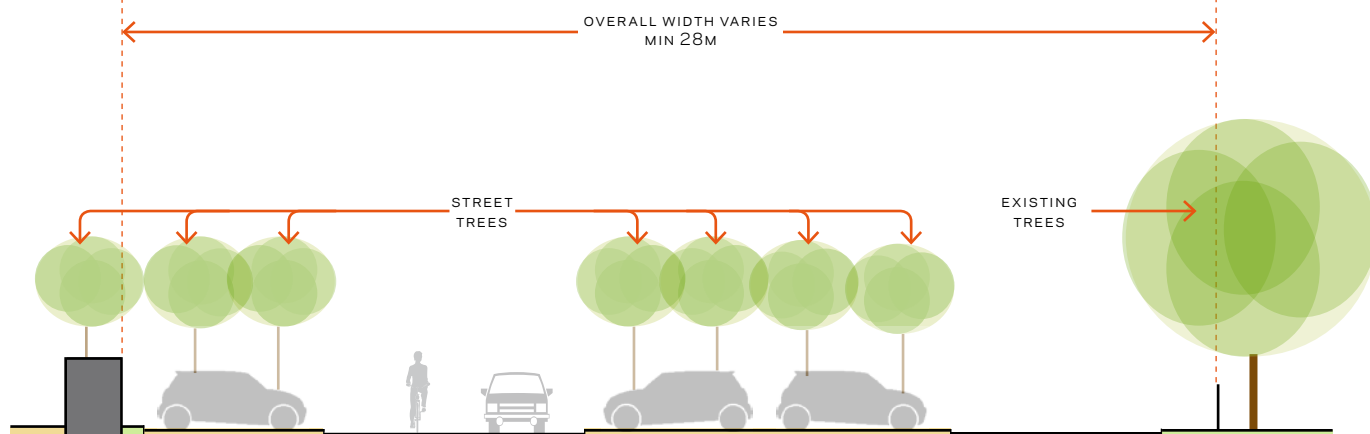 OVERALL WIDTH VARIES
MIN 28M
STREET
TREES
EXISTING
TREES